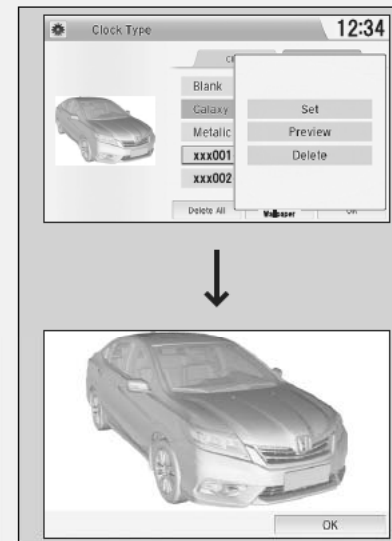 Clock Type
12:34
Blank
Galaxy
Metalic
xxx001
xxx002
Set
Preview
Delete
Delete All
Wallpaper
OK
OK